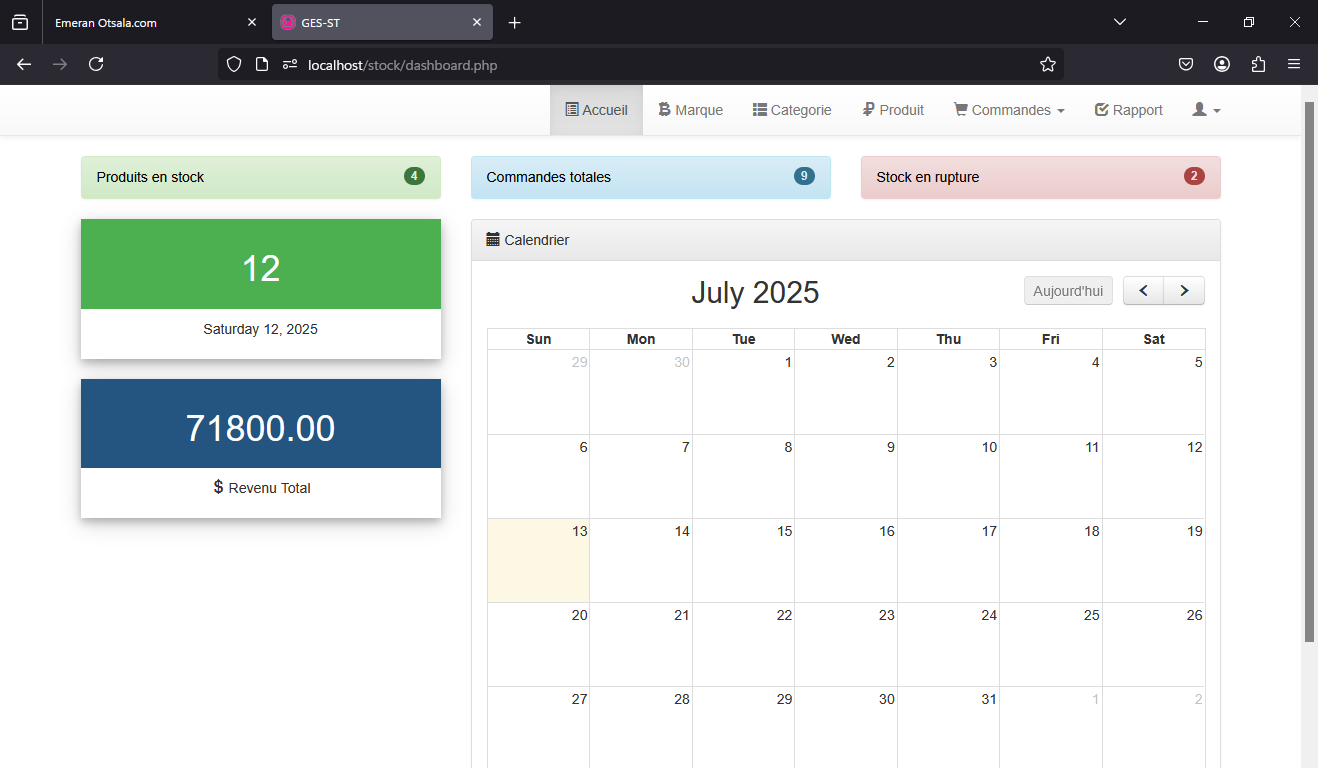 Emeran Otsala.com
GES-ST
localhost/stock/dashboard.php
Accueil Marque Categorie Produit Commandes Rapport
Produits en stock 4
Commandes totales 9
Stock en rupture 2
12
Saturday 12, 2025
71800.00
$ Revenu Total
Calendrier
July 2025
Aujourd'hui
Sun Mon Tue Wed Thu Fri Sat
29 30 1 2 3 4 5
6 7 8 9 10 11 12
13 14 15 16 17 18 19
20 21 22 23 24 25 26
27 28 29 30 31 1 2